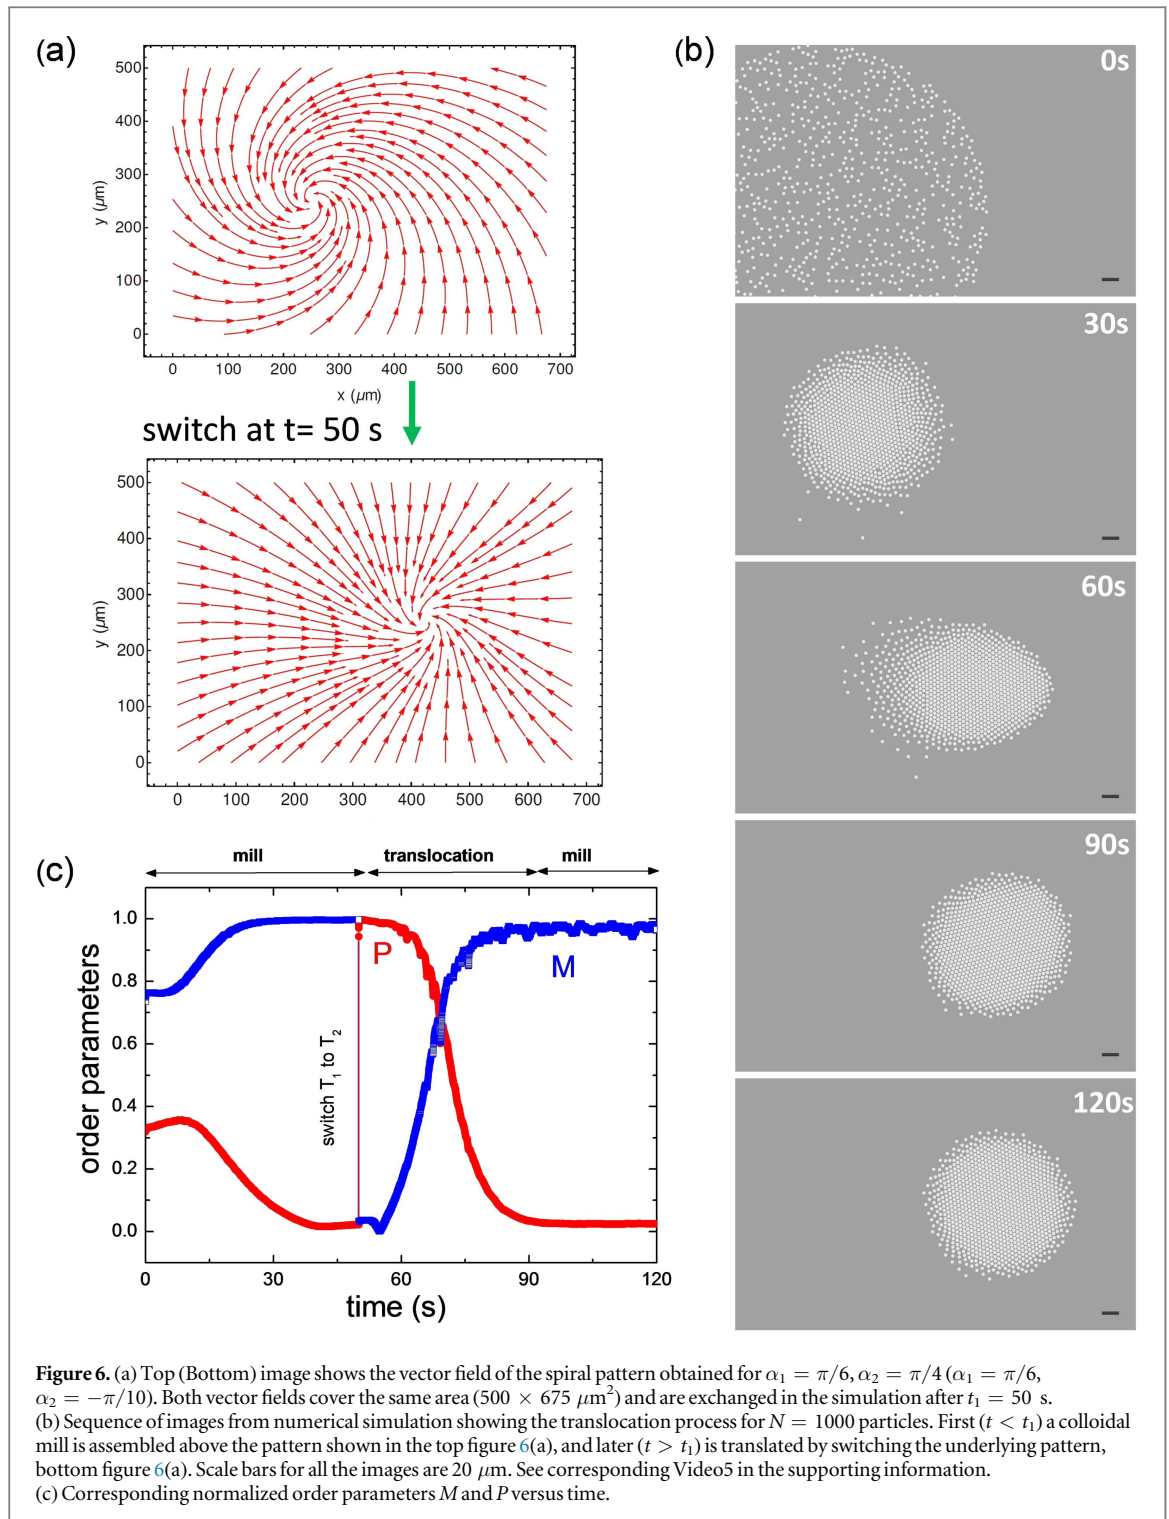 (a)
500
400
300
200
100
0
y (μm)
0 100 200 300 400 500 600 700
x (μm)
switch at t= 50 s
500
400
300
200
100
0
y (μm)
0 100 200 300 400 500 600 700
(b)
0s
30s
60s
90s
120s
(c)
mill translocation mill
1.0
0.8
0.6
0.4
0.2
0.0
order parameters
switch T1 to T2
P
M
0 30 60 90 120
time (s)
Figure 6. (a) Top (Bottom) image shows the vector field of the spiral pattern obtained for α₁ = π/6, α₂ = π/4 (α₁ = π/6,
α₂ = −π/10). Both vector fields cover the same area (500 × 675 μm²) and are exchanged in the simulation after t₁ = 50 s.
(b) Sequence of images from numerical simulation showing the translocation process for N = 1000 particles. First (t < t₁) a colloidal
mill is assembled above the pattern shown in the top figure 6(a), and later (t > t₁) is translated by switching the underlying pattern,
bottom figure 6(a). Scale bars for all the images are 20 μm. See corresponding Video5 in the supporting information.
(c) Corresponding normalized order parameters M and P versus time.